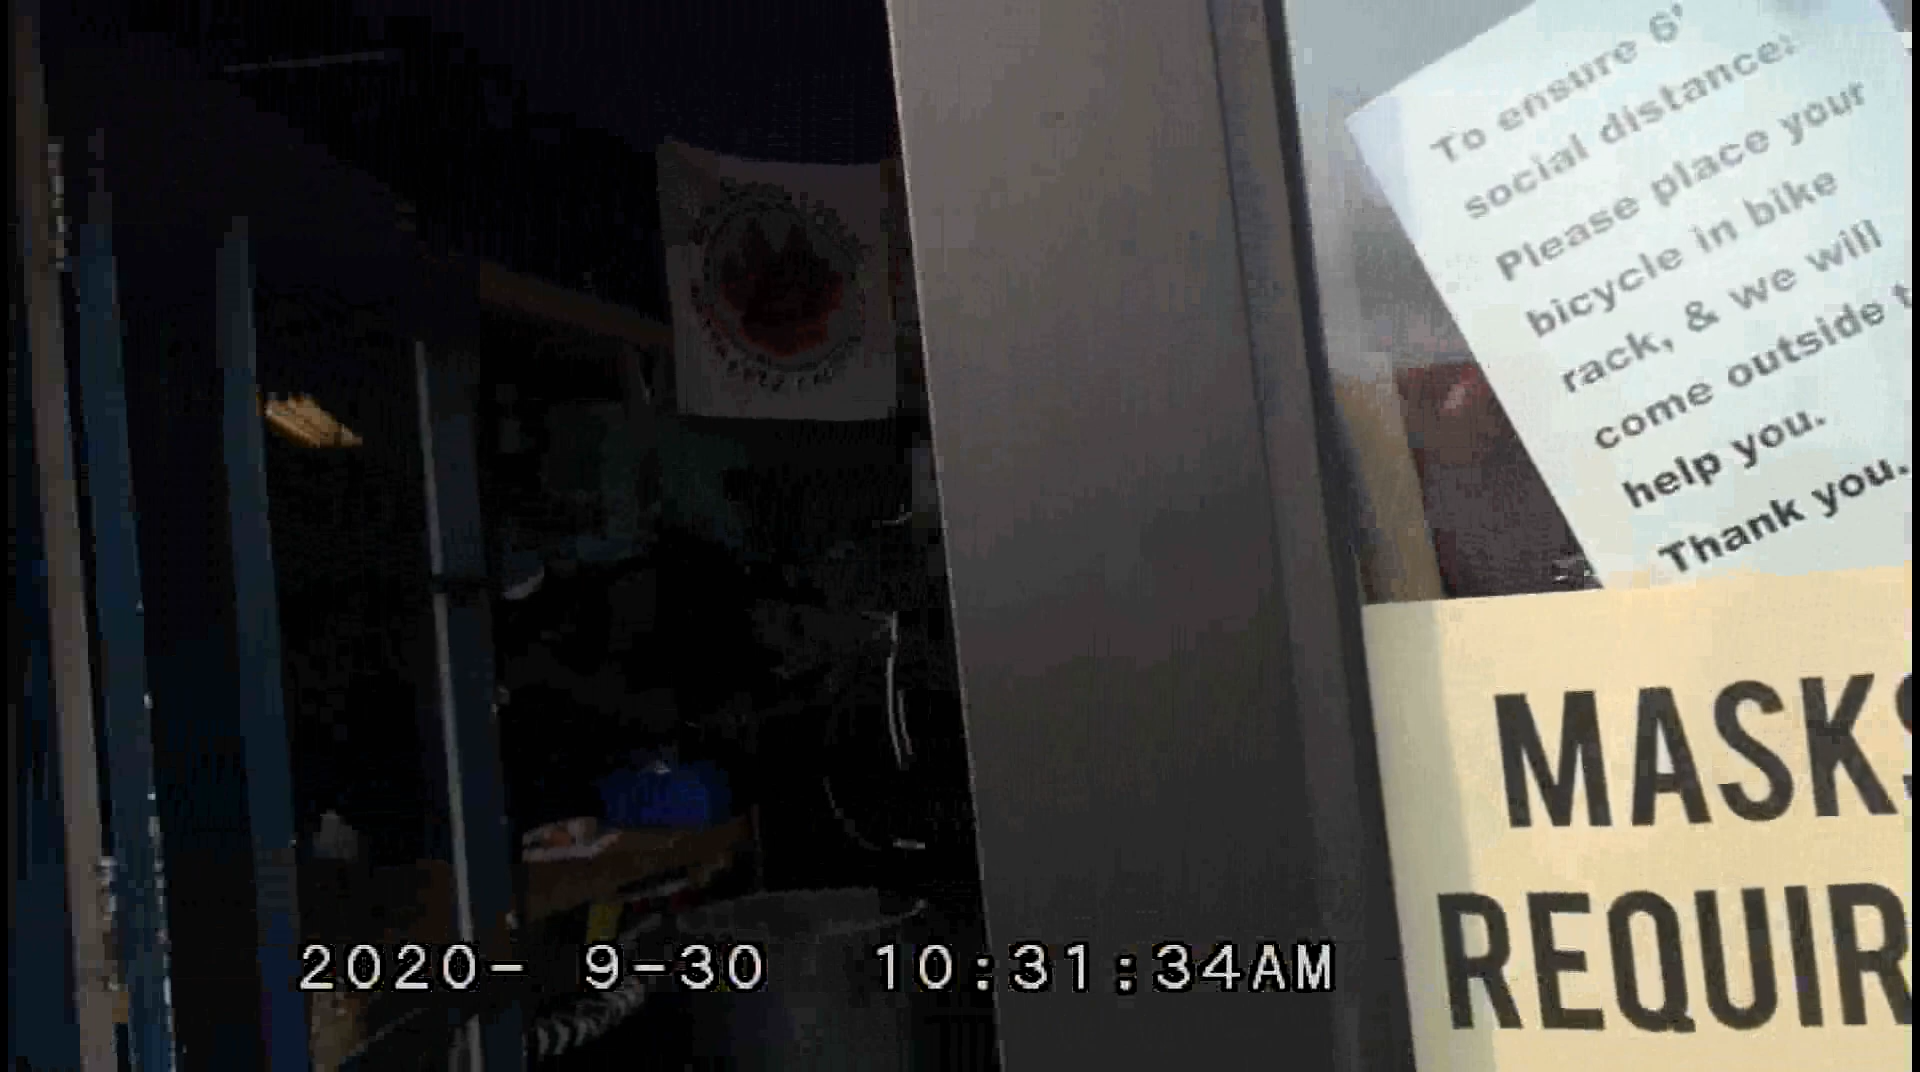 To ensure 6'
social distance:
Please place your
bicycle in bike
rack, & we will
come outside t
help you.
Thank you.
MASKS
REQUIR
2020- 9-30 10:31:34AM